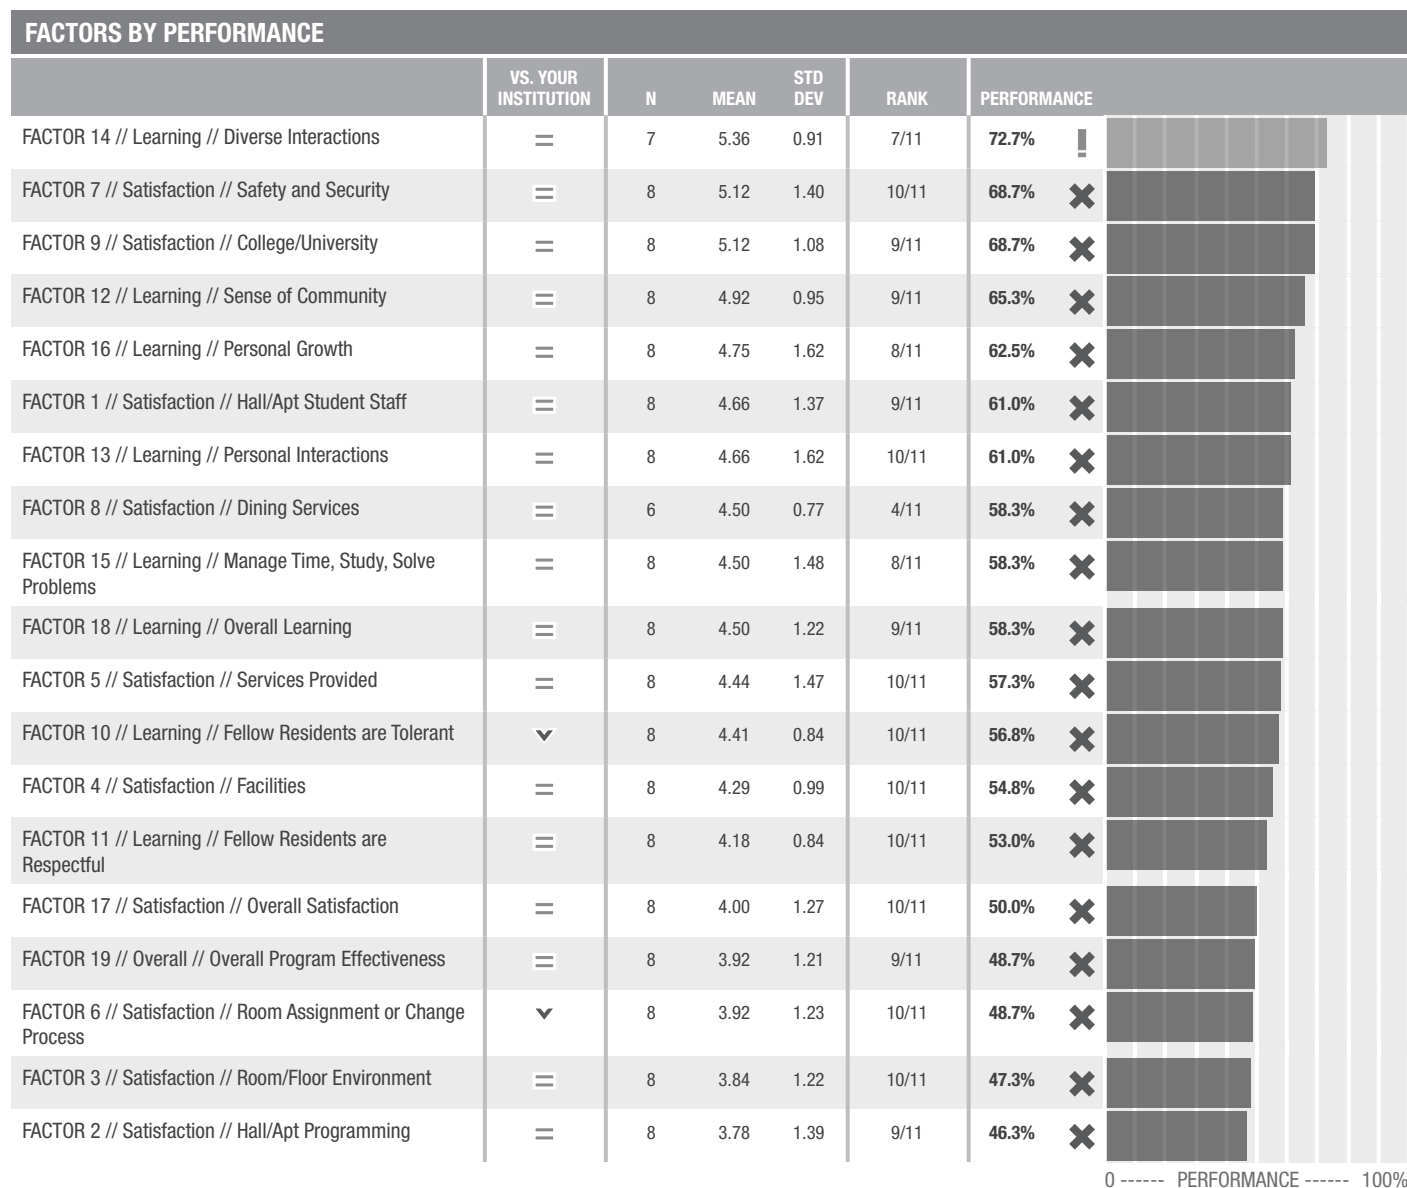 FACTORS BY PERFORMANCE
VS. YOUR INSTITUTION N MEAN STD DEV RANK PERFORMANCE
FACTOR 14 // Learning // Diverse Interactions = 7 5.36 0.91 7/11 72.7% !
FACTOR 7 // Satisfaction // Safety and Security = 8 5.12 1.40 10/11 68.7% ✖
FACTOR 9 // Satisfaction // College/University = 8 5.12 1.08 9/11 68.7% ✖
FACTOR 12 // Learning // Sense of Community = 8 4.92 0.95 9/11 65.3% ✖
FACTOR 16 // Learning // Personal Growth = 8 4.75 1.62 8/11 62.5% ✖
FACTOR 1 // Satisfaction // Hall/Apt Student Staff = 8 4.66 1.37 9/11 61.0% ✖
FACTOR 13 // Learning // Personal Interactions = 8 4.66 1.62 10/11 61.0% ✖
FACTOR 8 // Satisfaction // Dining Services = 6 4.50 0.77 4/11 58.3% ✖
FACTOR 15 // Learning // Manage Time, Study, Solve = 8 4.50 1.48 8/11 58.3% ✖
Problems
FACTOR 18 // Learning // Overall Learning = 8 4.50 1.22 9/11 58.3% ✖
FACTOR 5 // Satisfaction // Services Provided = 8 4.44 1.47 10/11 57.3% ✖
FACTOR 10 // Learning // Fellow Residents are Tolerant 8 4.41 0.84 10/11 56.8% ✖
FACTOR 4 // Satisfaction // Facilities = 8 4.29 0.99 10/11 54.8% ✖
FACTOR 11 // Learning // Fellow Residents are = 8 4.18 0.84 10/11 53.0% ✖
Respectful
FACTOR 17 // Satisfaction // Overall Satisfaction = 8 4.00 1.27 10/11 50.0% ✖
FACTOR 19 // Overall // Overall Program Effectiveness = 8 3.92 1.21 9/11 48.7% ✖
FACTOR 6 // Satisfaction // Room Assignment or Change 8 3.92 1.23 10/11 48.7% ✖
Process
FACTOR 3 // Satisfaction // Room/Floor Environment = 8 3.84 1.22 10/11 47.3% ✖
FACTOR 2 // Satisfaction // Hall/Apt Programming = 8 3.78 1.39 9/11 46.3% ✖
0 ------ PERFORMANCE ------ 100%